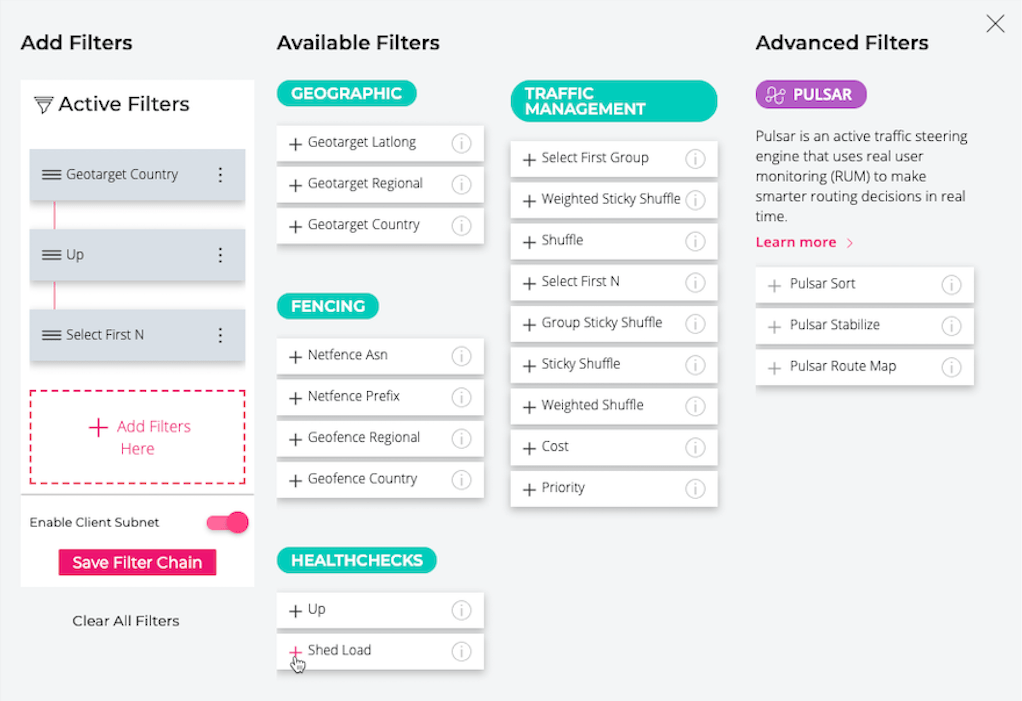 Add Filters
Active Filters
Geotarget Country
Up
Select First N
Add Filters
Here
Enable Client Subnet
Save Filter Chain
Clear All Filters
Available Filters
GEOGRAPHIC
Geotarget Latlong
Geotarget Regional
Geotarget Country
FENCING
Netfence Asn
Netfence Prefix
Geofence Regional
Geofence Country
HEALTHCHECKS
Up
Shed Load
TRAFFIC
MANAGEMENT
Select First Group
Weighted Sticky Shuffle
Shuffle
Select First N
Group Sticky Shuffle
Sticky Shuffle
Weighted Shuffle
Cost
Priority
Advanced Filters
PULSAR
Pulsar is an active traffic steering
engine that uses real user
monitoring (RUM) to make
smarter routing decisions in real
time.
Learn more
Pulsar Sort
Pulsar Stabilize
Pulsar Route Map